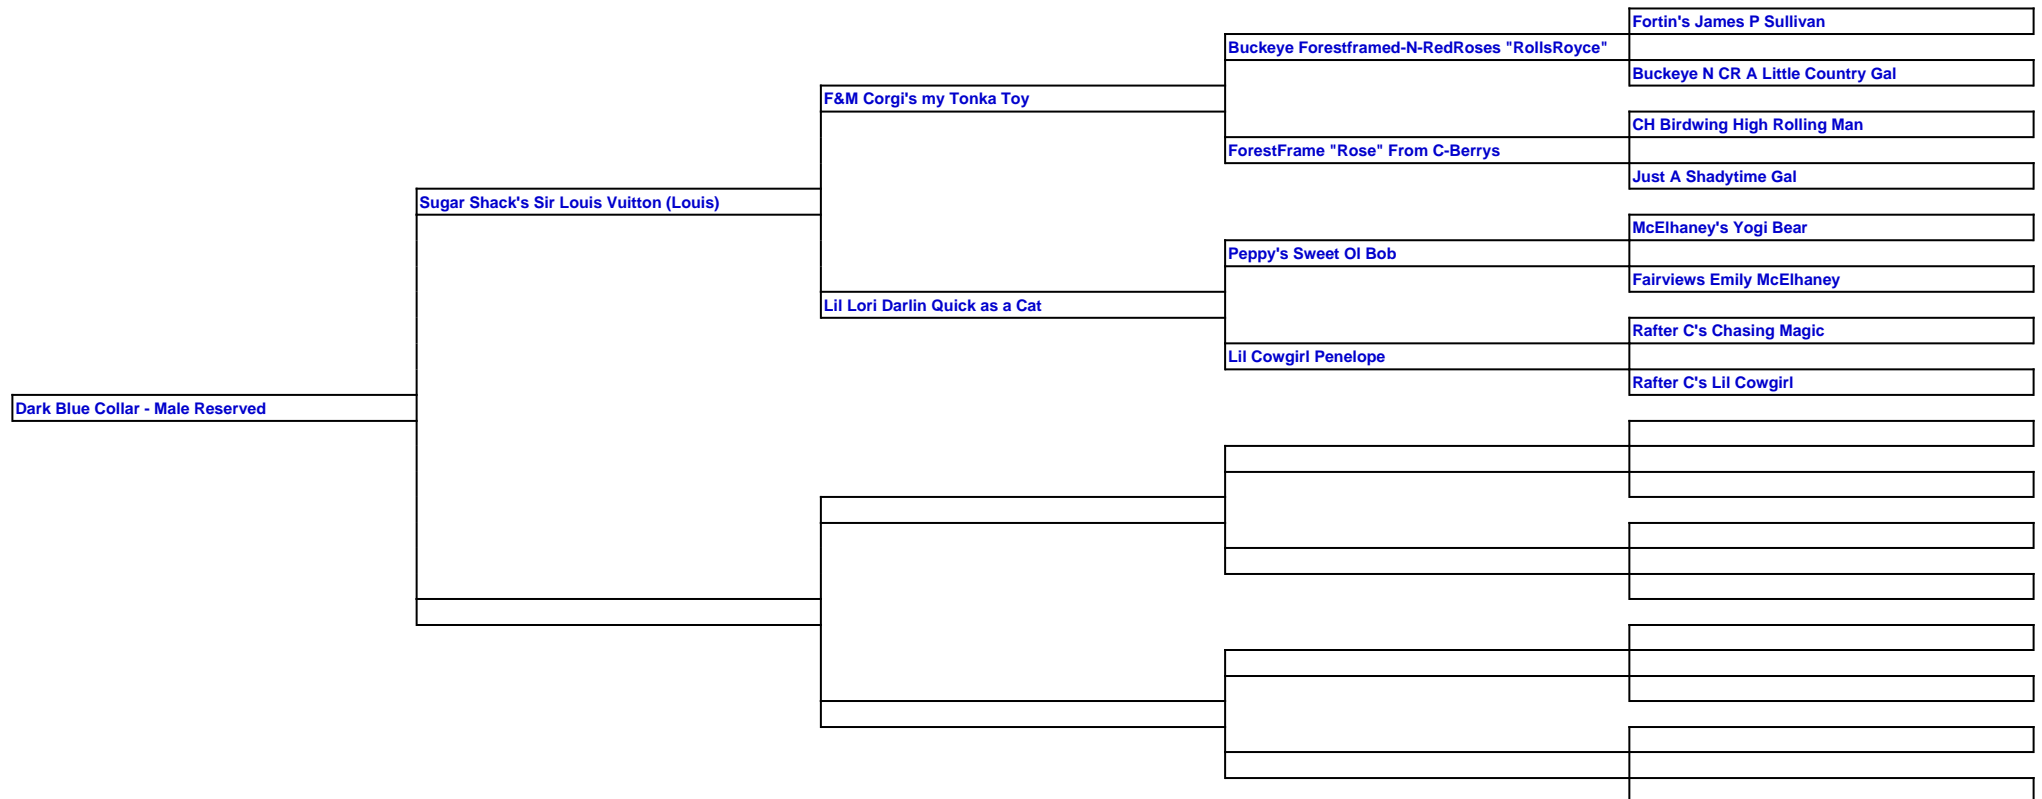 Fortin's James P Sullivan
Buckeye Forestframed-N-RedRoses "RollsRoyce"
Buckeye N CR A Little Country Gal
F&M Corgi's my Tonka Toy
CH Birdwing High Rolling Man
ForestFrame "Rose" From C-Berrys
Just A Shadytime Gal
Sugar Shack's Sir Louis Vuitton (Louis)
McElhaney's Yogi Bear
Peppy's Sweet Ol Bob
Fairviews Emily McElhaney
Lil Lori Darlin Quick as a Cat
Rafter C's Chasing Magic
Lil Cowgirl Penelope
Rafter C's Lil Cowgirl
Dark Blue Collar - Male Reserved